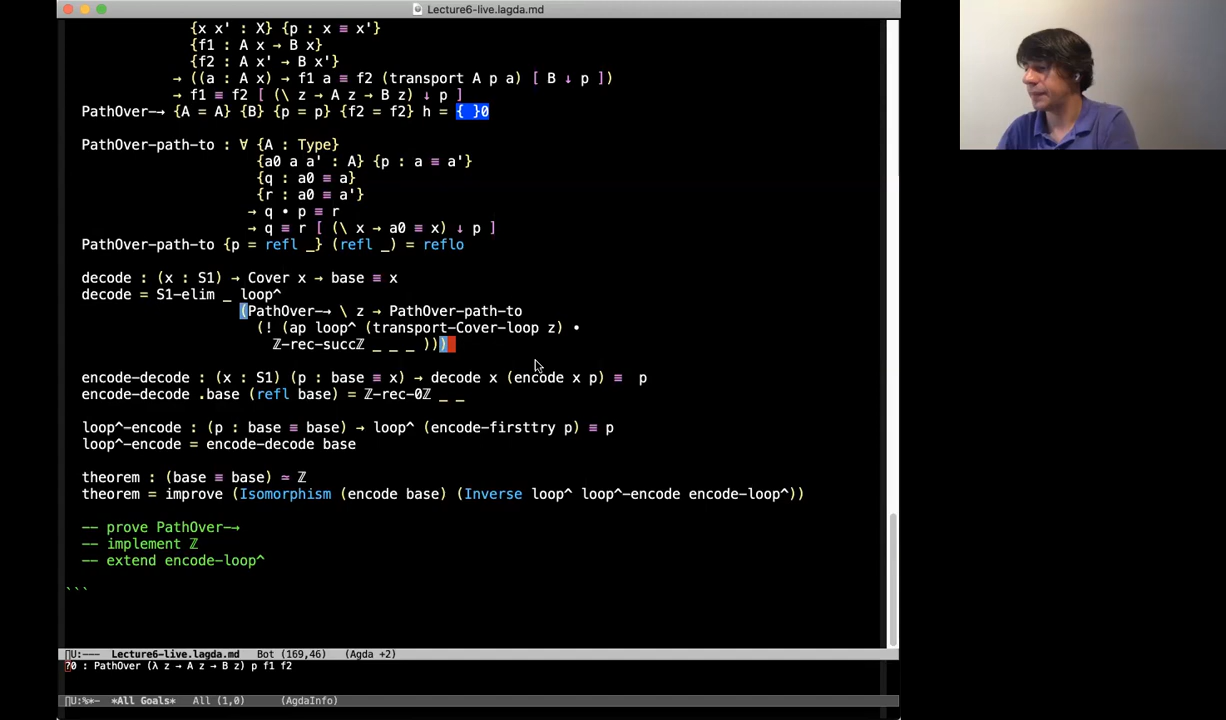 Lecture6-live.lagda.md
{x x' : X} {p : x ≡ x'}
{f1 : A x → B x}
{f2 : A x' → B x'}
→ ((a : A x) → f1 a ≡ f2 (transport A p a) [ B ↓ p ])
→ f1 ≡ f2 [ (\ z → A z → B z) ↓ p ]
PathOver-→ {A = A} {B} {p = p} {f2 = f2} h = { }0
PathOver-path-to : ∀ {A : Type}
{a0 a a' : A} {p : a ≡ a'}
{q : a0 ≡ a}
{r : a0 ≡ a'}
→ q ∙ p ≡ r
→ q ≡ r [ (\ x → a0 ≡ x) ↓ p ]
PathOver-path-to {p = refl _} (refl _) = reflo
decode : (x : S1) → Cover x → base ≡ x
decode = S1-elim _ loop^
(PathOver-→ \ z → PathOver-path-to
(! (ap loop^ (transport-Cover-loop z) ∙
ℤ-rec-succℤ _ _ _ )))
encode-decode : (x : S1) (p : base ≡ x) → decode x (encode x p) ≡  p
encode-decode .base (refl base) = ℤ-rec-0ℤ _ _
loop^-encode : (p : base ≡ base) → loop^ (encode-firsttry p) ≡ p
loop^-encode = encode-decode base
theorem : (base ≡ base) ≃ ℤ
theorem = improve (Isomorphism (encode base) (Inverse loop^ loop^-encode encode-loop^))
-- prove PathOver-→
-- implement ℤ
-- extend encode-loop^
```
∏U:--- Lecture6-live.lagda.md Bot (169,46) (Agda +2)
?0 : PathOver (λ z → A z → B z) p f1 f2
∏U:%*- *All Goals* All (1,0) (AgdaInfo)